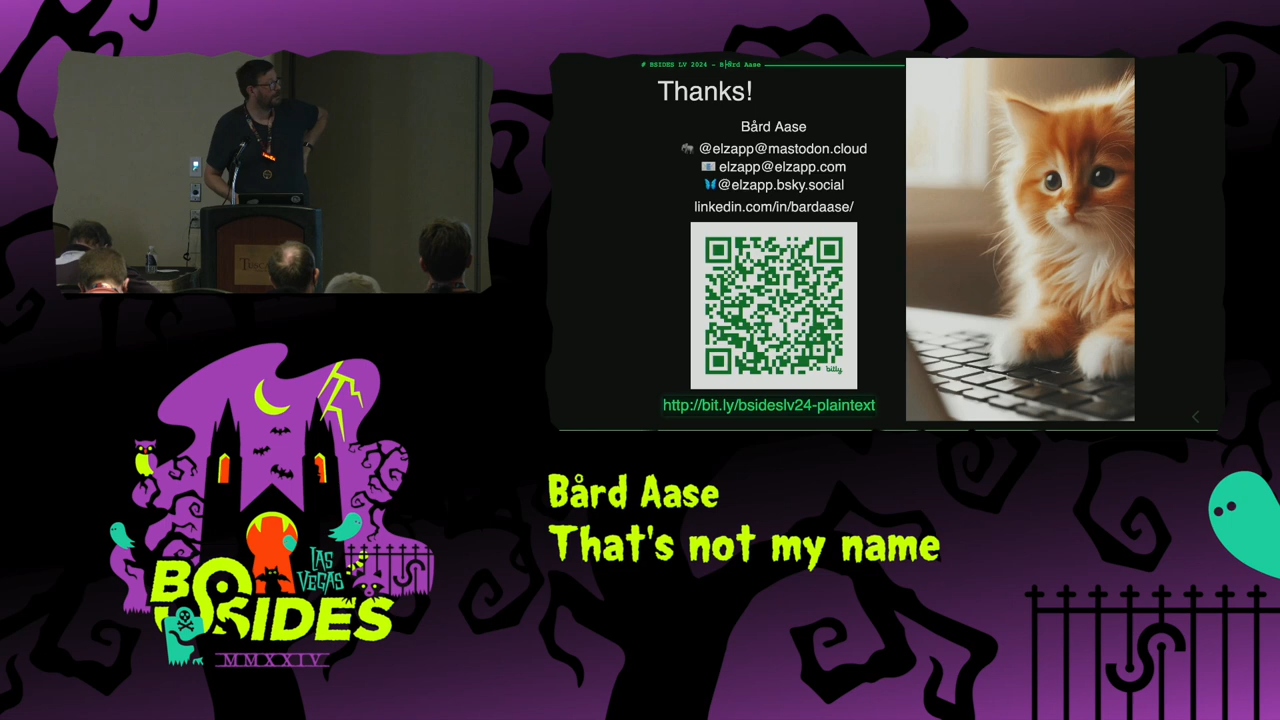 # BSIDES LV 2024 - B├Ñrd Aase
Thanks!
Bård Aase
@elzapp@mastodon.cloud
elzapp@elzapp.com
@elzapp.bsky.social
linkedin.com/in/bardaase/
bitly
http://bit.ly/bsideslv24-plaintext
Bård Aase
That's not my name
LAS
VEGAS
BSIDES
MMXXIV